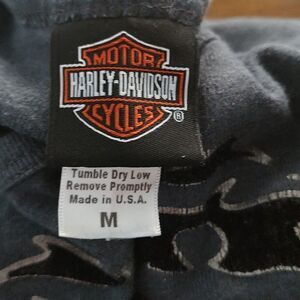 MOTOR
HARLEY-DAVIDSON
CYCLES
®
Tumble Dry Low
Remove Promptly
Made in U.S.A.
M